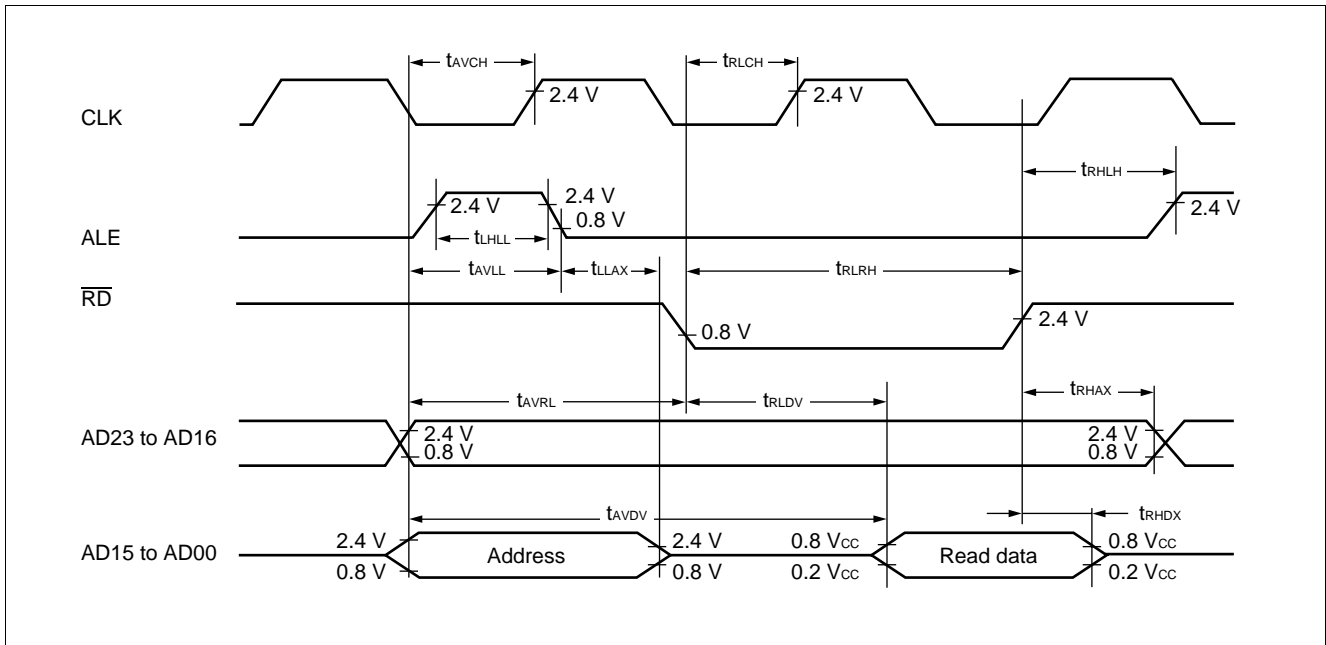 tAVCH
tRLCH
CLK
2.4 V
2.4 V
tRHLH
ALE
2.4 V
2.4 V
0.8 V
2.4 V
tLHLL
tAVLL
tLLAX
tRLRH
RD
0.8 V
2.4 V
tAVRL
tRLDV
tRHAX
AD23 to AD16
2.4 V
0.8 V
2.4 V
0.8 V
tAVDV
tRHDX
AD15 to AD00
2.4 V
0.8 V
Address
2.4 V
0.8 V
0.8 VCC
0.2 VCC
Read data
0.8 VCC
0.2 VCC